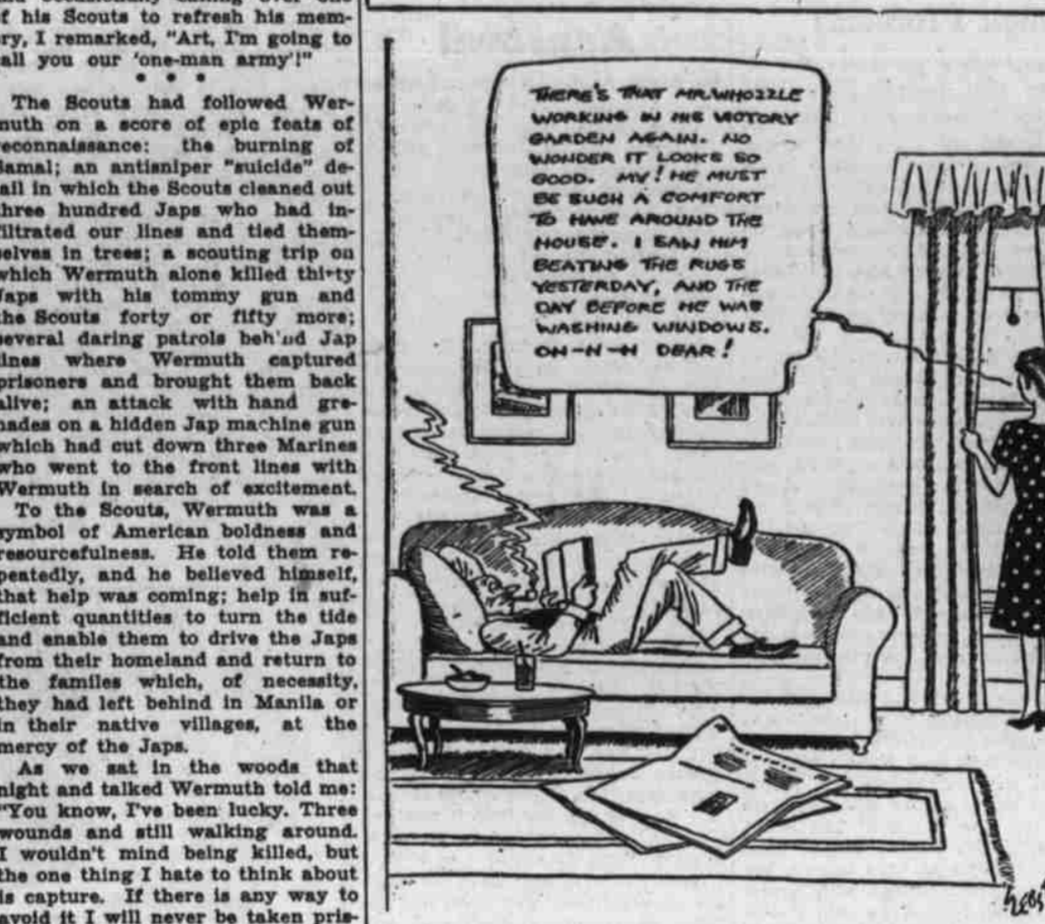 of his Scouts to refresh his mem-
ory, I remarked, "Art, I'm going to
call you our 'one-man army'!"
* * *
The Scouts had followed Wer-
muth on a score of epic feats of
reconnaissance: the burning of
Samal; an antisniper "suicide" de-
tail in which the Scouts cleaned out
three hundred Japs who had in-
filtrated our lines and tied them-
selves in trees; a scouting trip on
which Wermuth alone killed thirty
Japs with his tommy gun and
the Scouts forty or fifty more;
several daring patrols behind Jap
lines where Wermuth captured
prisoners and brought them back
alive; an attack with hand gre-
nades on a hidden Jap machine gun
which had cut down three Marines
who went to the front lines with
Wermuth in search of excitement.
To the Scouts, Wermuth was a
symbol of American boldness and
resourcefulness. He told them re-
peatedly, and he believed himself,
that help was coming; help in suf-
ficient quantities to turn the tide
and enable them to drive the Japs
from their homeland and return to
the familes which, of necessity,
they had left behind in Manila or
in their native villages, at the
mercy of the Japs.
As we sat in the woods that
night and talked Wermuth told me:
"You know, I've been lucky. Three
wounds and still walking around.
I wouldn't mind being killed, but
the one thing I hate to think about
is capture. If there is any way to
avoid it I will never be taken pris-
THERE'S THAT MR. WHOZZLE
WORKING IN HIS VICTORY
GARDEN AGAIN. NO
WONDER IT LOOKS SO
GOOD. MY! HE MUST
BE SUCH A COMFORT
TO HAVE AROUND THE
HOUSE. I SAW HIM
BEATING THE RUGS
YESTERDAY, AND THE
DAY BEFORE HE WAS
WASHING WINDOWS.
OH-H-H DEAR!